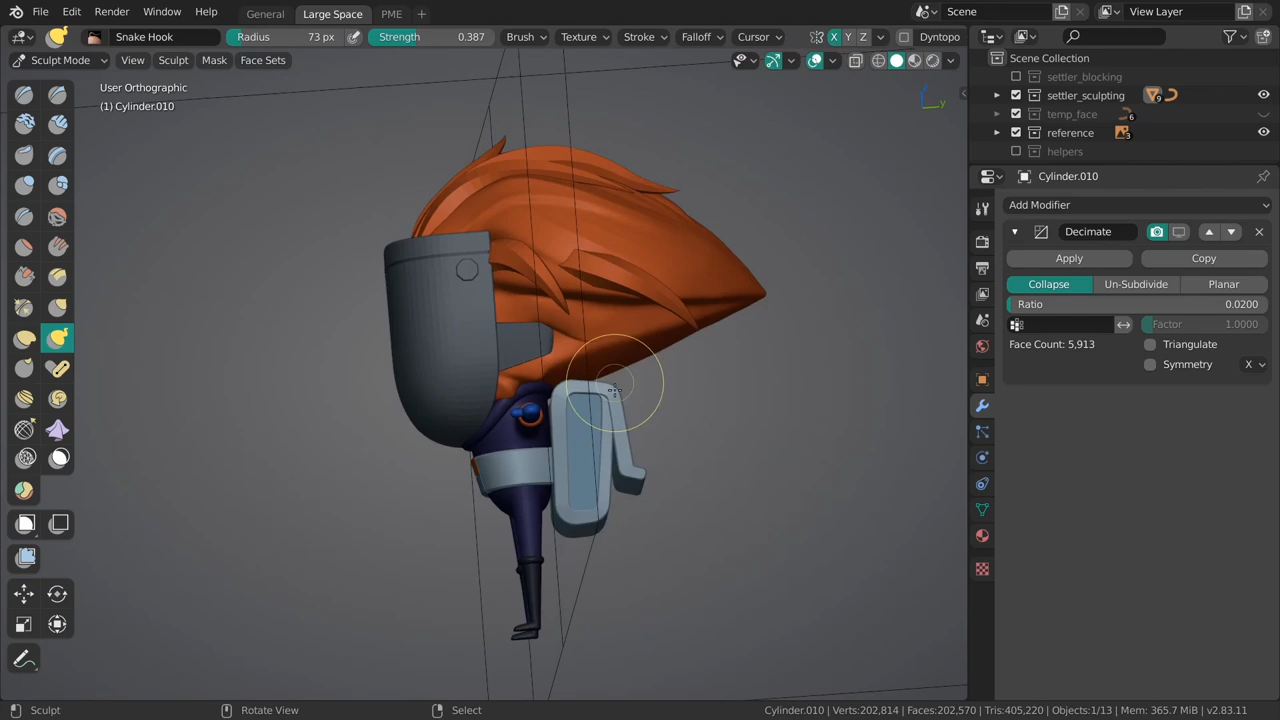 File Edit Render Window Help General Large Space PME Scene View Layer
Snake Hook Radius 73 px Strength 0.387 Brush Texture Stroke Falloff Cursor X Y Z Dyntopo
Sculpt Mode View Sculpt Mask Face Sets
User Orthographic
(1) Cylinder.010
y
Scene Collection
settler_blocking
settler_sculpting 9
temp_face 6
reference 3
helpers
Cylinder.010
Add Modifier
Decimate
Apply Copy
Collapse Un-Subdivide Planar
Ratio 0.0200
Factor 1.0000
Face Count: 5,913 Triangulate
Symmetry X
Sculpt Rotate View Select Cylinder.010 | Verts:202,814 | Faces:202,570 | Tris:405,220 | Objects:1/13 | Mem: 365.7 MiB | v2.83.11